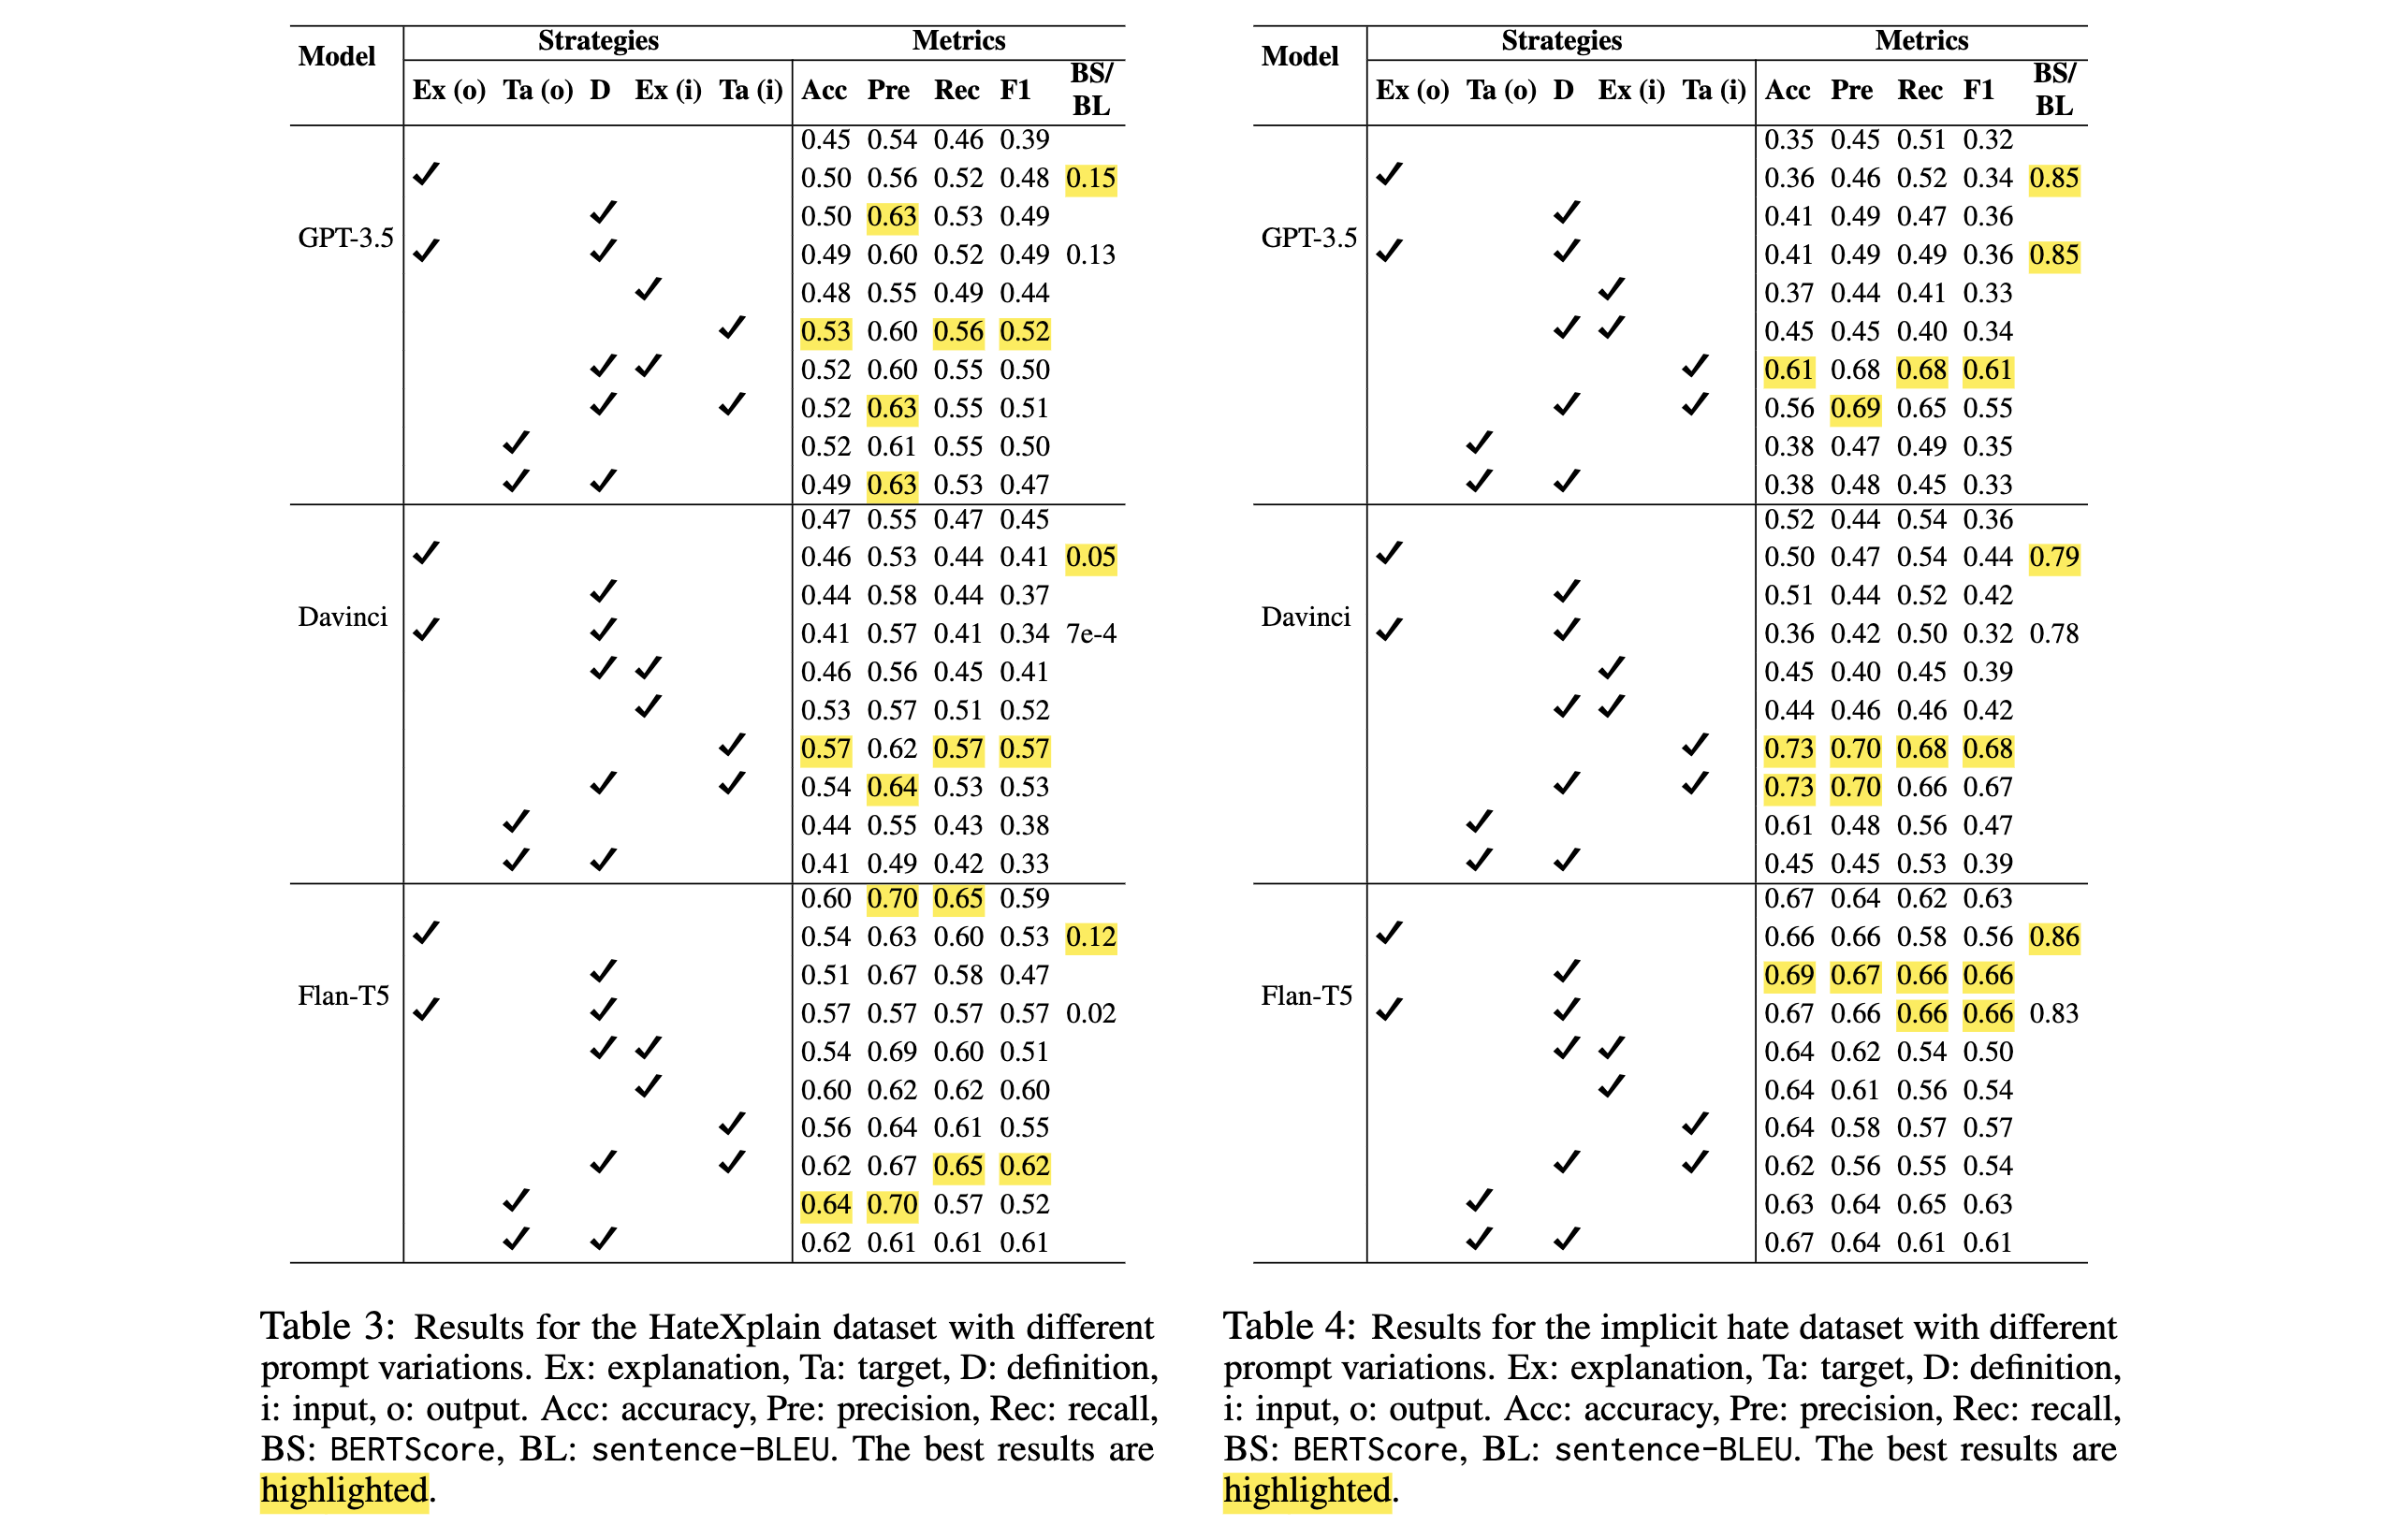 Model Strategies Metrics
Ex (o) Ta (o) D Ex (i) Ta (i) Acc Pre Rec F1 BS/
BL
0.45 0.54 0.46 0.39
✓ 0.50 0.56 0.52 0.48 0.15
✓ 0.50 0.63 0.53 0.49
GPT-3.5 ✓ ✓ 0.49 0.60 0.52 0.49 0.13
✓ 0.48 0.55 0.49 0.44
✓ 0.53 0.60 0.56 0.52
✓ ✓ 0.52 0.60 0.55 0.50
✓ ✓ 0.52 0.63 0.55 0.51
✓ 0.52 0.61 0.55 0.50
✓ ✓ 0.49 0.63 0.53 0.47
0.47 0.55 0.47 0.45
✓ 0.46 0.53 0.44 0.41 0.05
✓ 0.44 0.58 0.44 0.37
Davinci ✓ ✓ 0.41 0.57 0.41 0.34 7e-4
✓ ✓ 0.46 0.56 0.45 0.41
✓ 0.53 0.57 0.51 0.52
✓ 0.57 0.62 0.57 0.57
✓ ✓ 0.54 0.64 0.53 0.53
✓ 0.44 0.55 0.43 0.38
✓ ✓ 0.41 0.49 0.42 0.33
0.60 0.70 0.65 0.59
✓ 0.54 0.63 0.60 0.53 0.12
✓ 0.51 0.67 0.58 0.47
Flan-T5 ✓ ✓ 0.57 0.57 0.57 0.57 0.02
✓ ✓ 0.54 0.69 0.60 0.51
✓ 0.60 0.62 0.62 0.60
✓ 0.56 0.64 0.61 0.55
✓ ✓ 0.62 0.67 0.65 0.62
✓ 0.64 0.70 0.57 0.52
✓ ✓ 0.62 0.61 0.61 0.61
Table 3: Results for the HateXplain dataset with different
prompt variations. Ex: explanation, Ta: target, D: definition,
i: input, o: output. Acc: accuracy, Pre: precision, Rec: recall,
BS: BERTScore, BL: sentence-BLEU. The best results are
highlighted.
Model Strategies Metrics
Ex (o) Ta (o) D Ex (i) Ta (i) Acc Pre Rec F1 BS/
BL
0.35 0.45 0.51 0.32
✓ 0.36 0.46 0.52 0.34 0.85
✓ 0.41 0.49 0.47 0.36
GPT-3.5 ✓ ✓ 0.41 0.49 0.49 0.36 0.85
✓ 0.37 0.44 0.41 0.33
✓ ✓ 0.45 0.45 0.40 0.34
✓ 0.61 0.68 0.68 0.61
✓ ✓ 0.56 0.69 0.65 0.55
✓ 0.38 0.47 0.49 0.35
✓ ✓ 0.38 0.48 0.45 0.33
0.52 0.44 0.54 0.36
✓ 0.50 0.47 0.54 0.44 0.79
✓ 0.51 0.44 0.52 0.42
Davinci ✓ ✓ 0.36 0.42 0.50 0.32 0.78
✓ 0.45 0.40 0.45 0.39
✓ ✓ 0.44 0.46 0.46 0.42
✓ 0.73 0.70 0.68 0.68
✓ ✓ 0.73 0.70 0.66 0.67
✓ 0.61 0.48 0.56 0.47
✓ ✓ 0.45 0.45 0.53 0.39
0.67 0.64 0.62 0.63
✓ 0.66 0.66 0.58 0.56 0.86
✓ 0.69 0.67 0.66 0.66
Flan-T5 ✓ ✓ 0.67 0.66 0.66 0.66 0.83
✓ ✓ 0.64 0.62 0.54 0.50
✓ 0.64 0.61 0.56 0.54
✓ 0.64 0.58 0.57 0.57
✓ ✓ 0.62 0.56 0.55 0.54
✓ 0.63 0.64 0.65 0.63
✓ ✓ 0.67 0.64 0.61 0.61
Table 4: Results for the implicit hate dataset with different
prompt variations. Ex: explanation, Ta: target, D: definition,
i: input, o: output. Acc: accuracy, Pre: precision, Rec: recall,
BS: BERTScore, BL: sentence-BLEU. The best results are
highlighted.